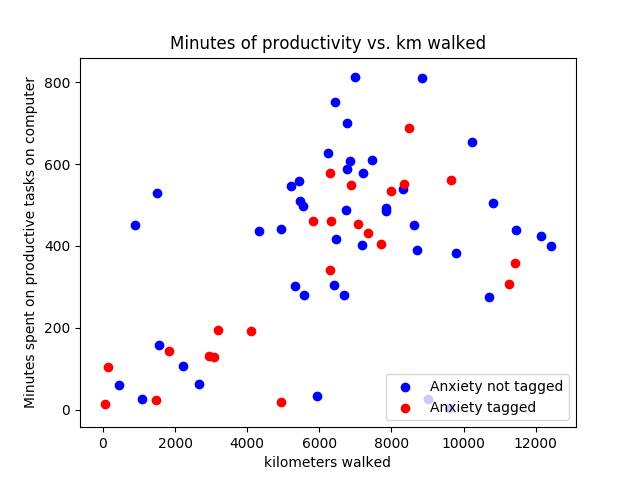 Minutes of productivity vs. km walked
Minutes spent on productive tasks on computer
800
600
400
200
0
Anxiety not tagged
Anxiety tagged
0 2000 4000 6000 8000 10000 12000
kilometers walked